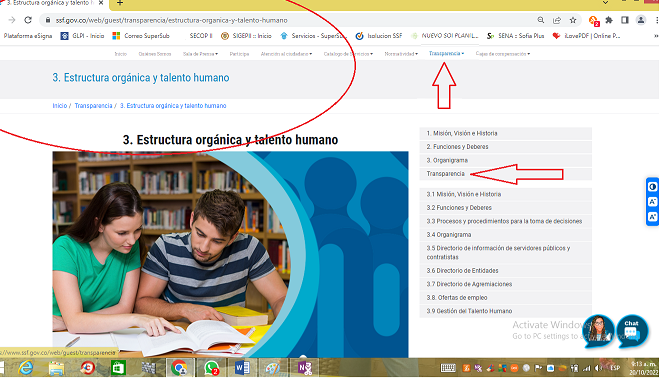 3. Estructura orgánica y talento h
ssf.gov.co/web/guest/transparencia/estructura-organica-y-talento-humano
Plataforma eSigna
GLPI - Inicio
Correo SuperSub
SECOP II
SIGEPII :: Inicio
Servicios - SuperSub
Isolucion SSF
NUEVO SOI PLAN L...
SENA :: Sofia Plus
iLovePDF | Online P...
Inicio
Quiénes Somos
Sala de Prensa
Participa
Atención al ciudadano
Catálogo de Servicios
Normatividad
Transparencia
Cajas de compensación
3. Estructura orgánica y talento humano
Inicio / Transparencia / 3. Estructura orgánica y talento humano
3. Estructura orgánica y talento humano
1. Misión, Visión e Historia
2. Funciones y Deberes
3. Organigrama
Transparencia
3.1 Misión, Visión e Historia
3.2 Funciones y Deberes
3.3 Procesos y procedimientos para la toma de decisiones
3.4 Organigrama
3.5 Directorio de información de servidores públicos y
contratistas
3.6 Directorio de Entidades
3.7 Directorio de Agremiaciones
3.8. Ofertas de empleo
3.9 Gestión del Talento Humano
Activate Windows
Go to PC settings to
Chat
://www.ssf.gov.co/web/guest/transparencia
ESP
9:13 a. m.
20/10/2022